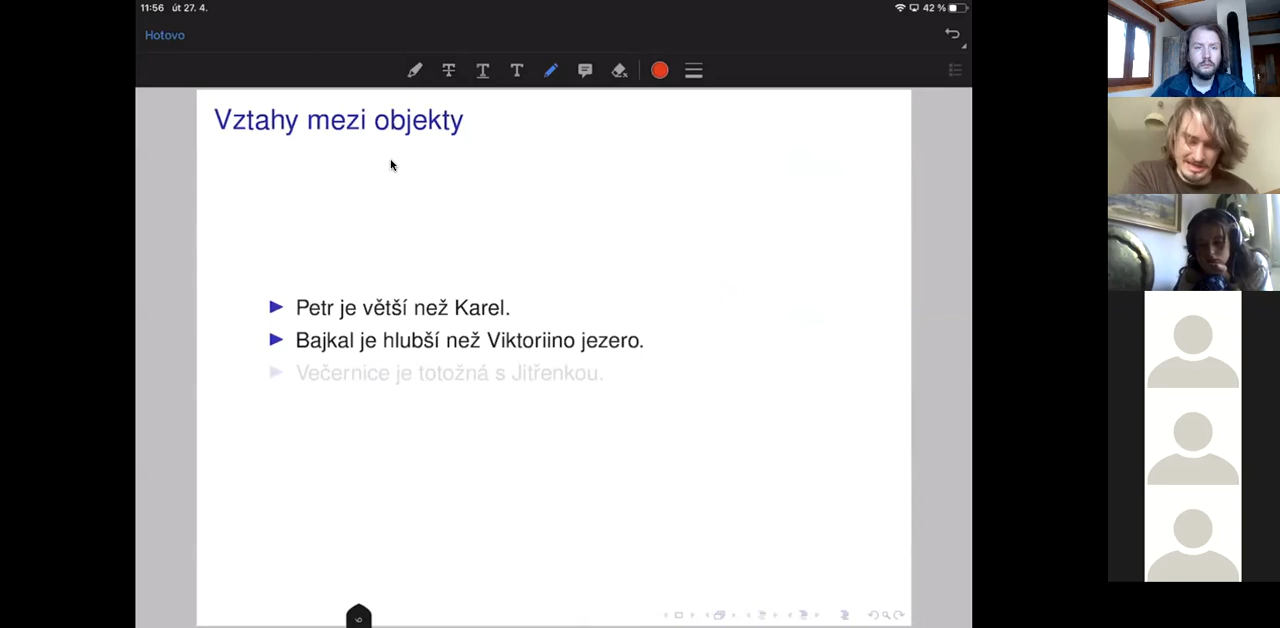 11:56 út 27. 4.
42 %
Hotovo
Vztahy mezi objekty
Petr je větší než Karel.
Bajkal je hlubší než Viktoriino jezero.
Večernice je totožná s Jitřenkou.